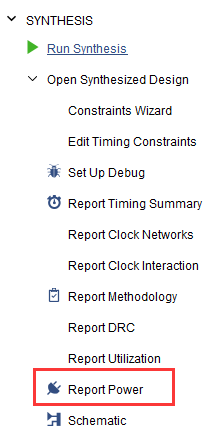 SYNTHESIS
Run Synthesis
Open Synthesized Design
Constraints Wizard
Edit Timing Constraints
Set Up Debug
Report Timing Summary
Report Clock Networks
Report Clock Interaction
Report Methodology
Report DRC
Report Utilization
Report Power
Schematic